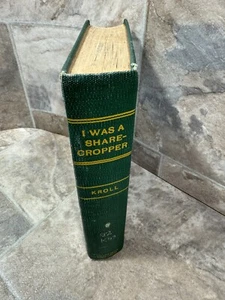 I WAS A
SHARE-
CROPPER
KROLL